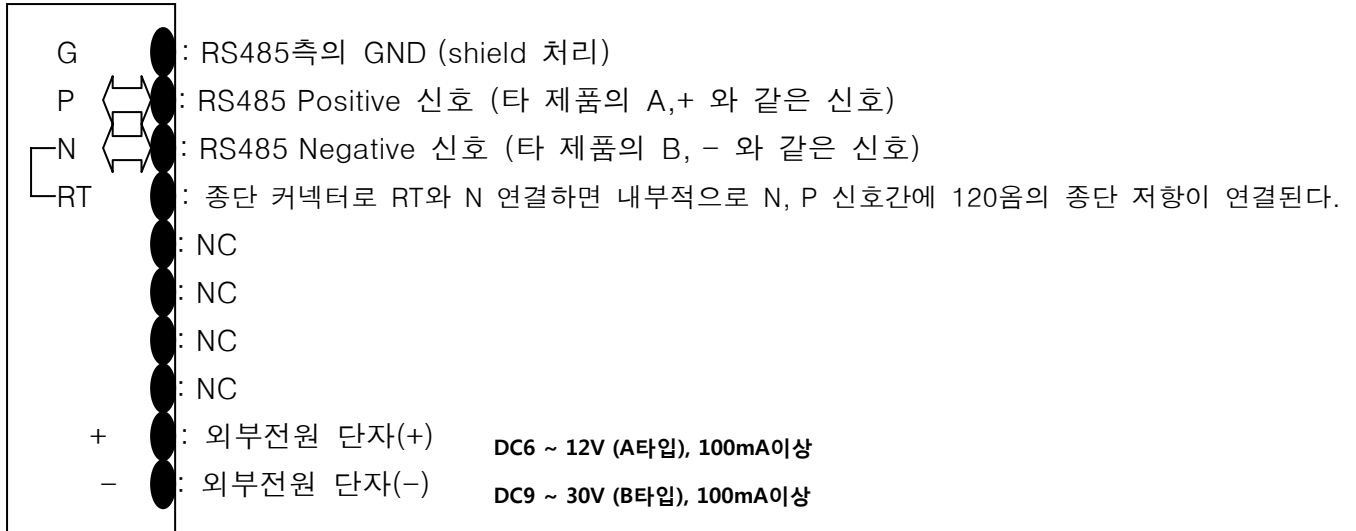 G : RS485측의 GND (shield 처리)
P : RS485 Positive 신호 (타 제품의 A,+ 와 같은 신호)
N : RS485 Negative 신호 (타 제품의 B, - 와 같은 신호)
RT : 종단 커넥터로 RT와 N 연결하면 내부적으로 N, P 신호간에 120옴의 종단 저항이 연결된다.
: NC
: NC
: NC
: NC
+ : 외부전원 단자(+) DC6 ~ 12V (A타입), 100mA이상
- : 외부전원 단자(-) DC9 ~ 30V (B타입), 100mA이상